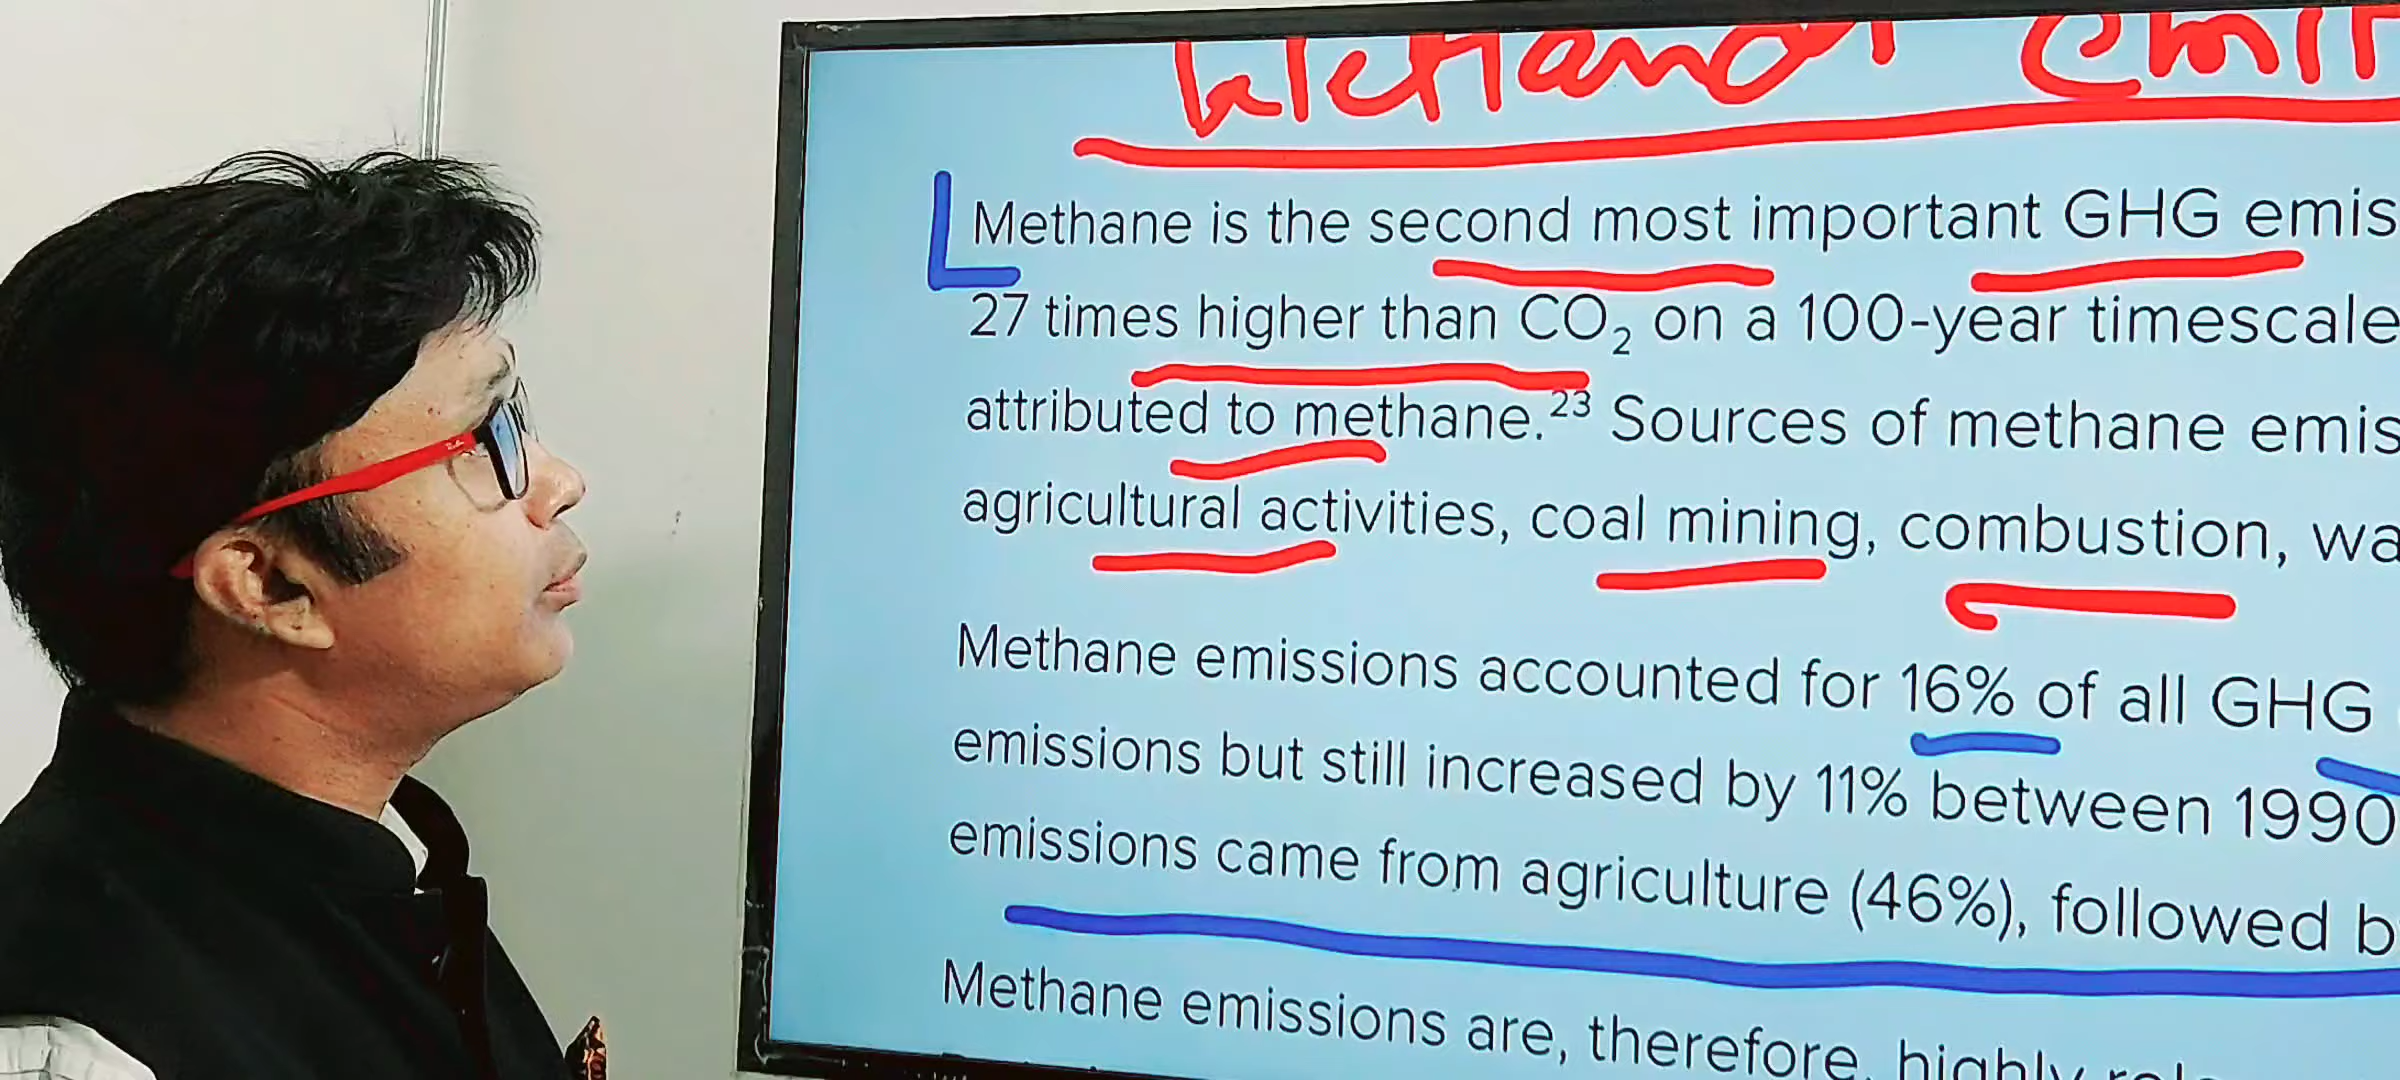 Methane is the second most important GHG emis
27 times higher than CO₂ on a 100-year timescale
attributed to methane.²³ Sources of methane emis
agricultural activities, coal mining, combustion, wa
Methane emissions accounted for 16% of all GHG
emissions but still increased by 11% between 1990
emissions came from agriculture (46%), followed b
Methane emissions are, therefore, highly rel